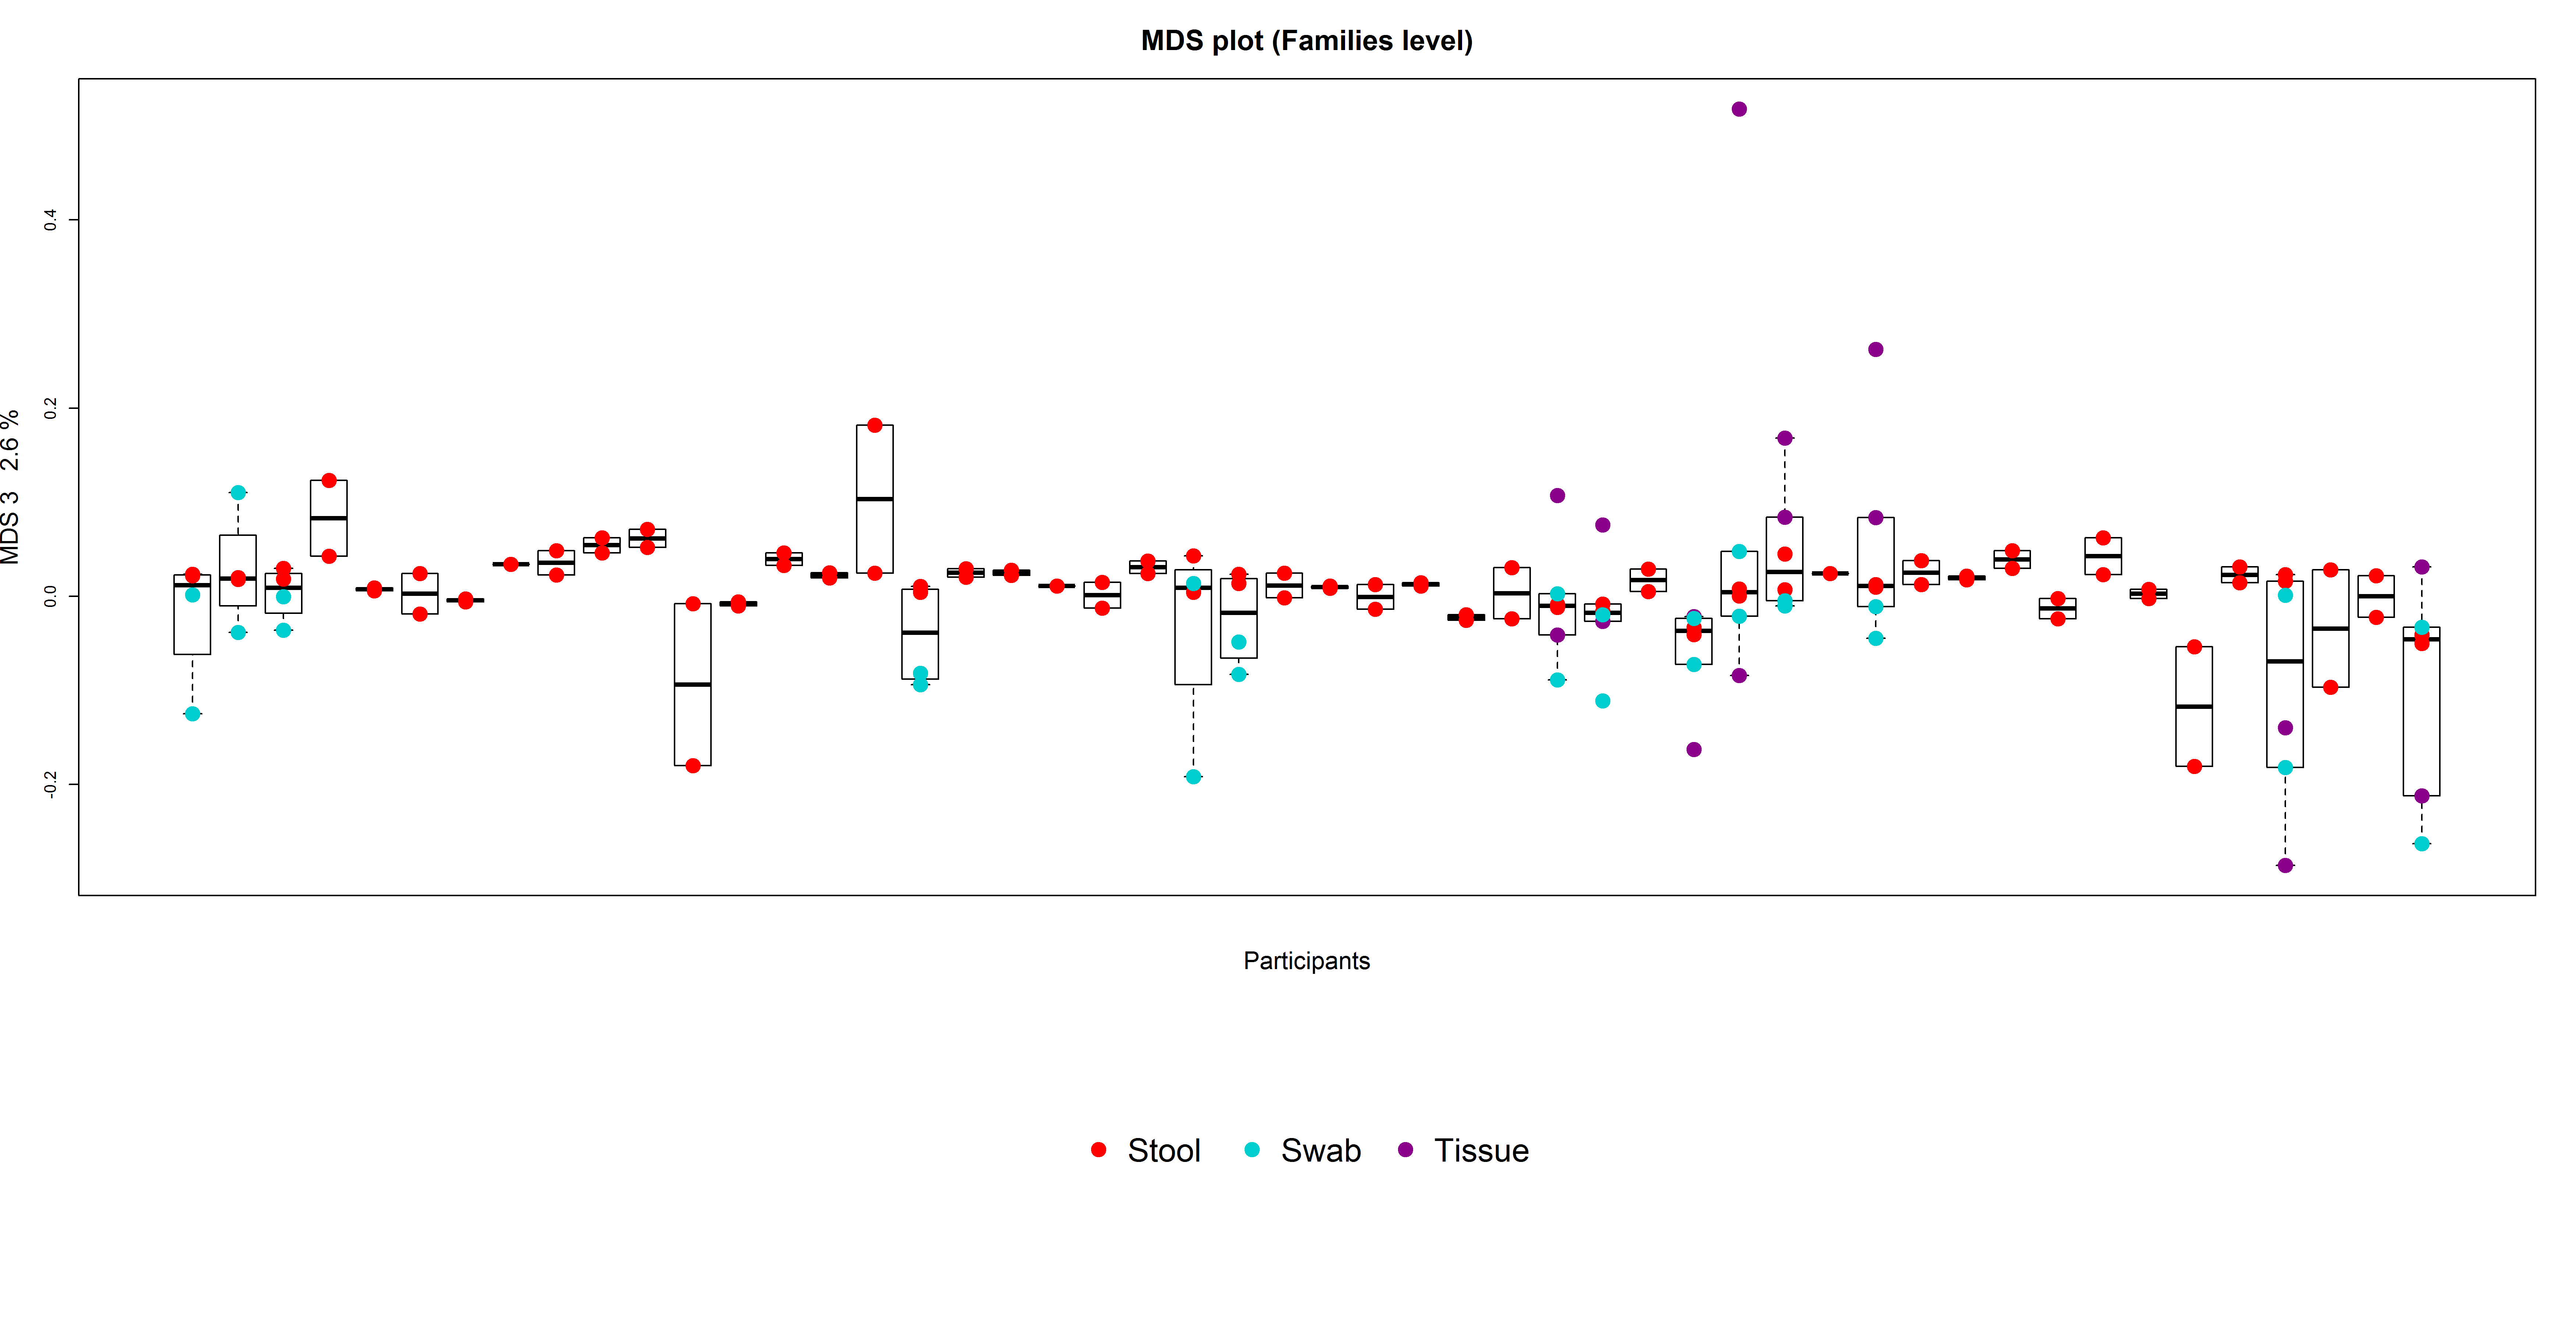 MDS plot (Families level)
MDS 3   2.6 %
0.4
0.2
0.0
-0.2
Participants
Stool
Swab
Tissue